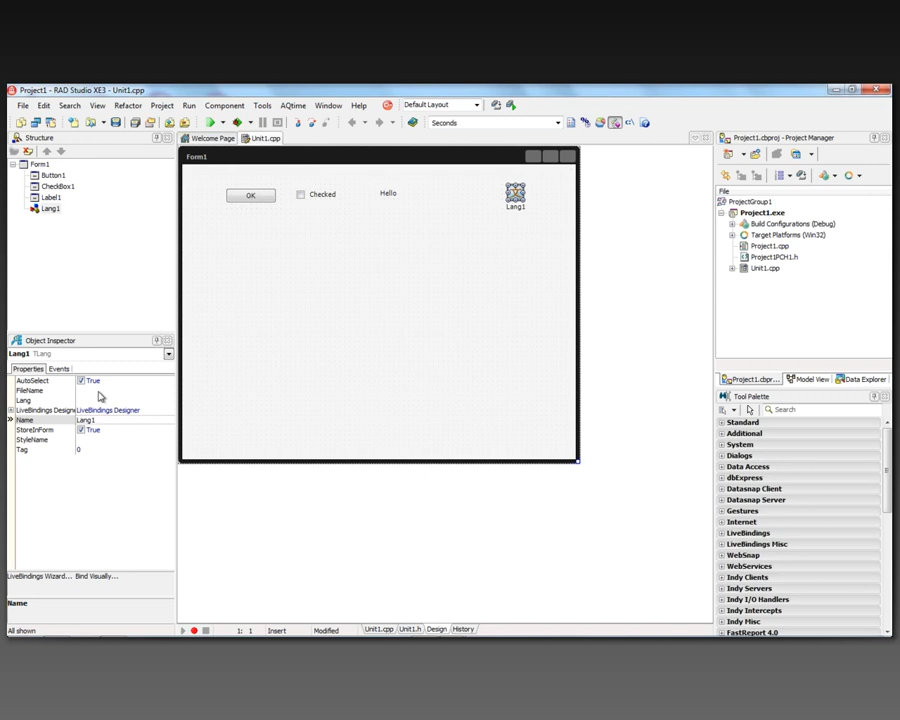 Project1 - RAD Studio XE3 - Unit1.cpp
File Edit Search View Refactor Project Run Component Tools AQtime Window Help Default Layout
Seconds
Structure
Form1
Button1
CheckBox1
Label1
Lang1
Object Inspector
Lang1 TLang
Properties Events
AutoSelect True
FileName
Lang
LiveBindings Designe LiveBindings Designer
Name Lang1
StoreInForm True
StyleName
Tag 0
LiveBindings Wizard... Bind Visually...
Name
All shown
Welcome Page Unit1.cpp
Form1
OK Checked Hello
Lang1
1: 1 Insert Modified Unit1.cpp Unit1.h Design History
Project1.cbproj - Project Manager
File
ProjectGroup1
Project1.exe
Build Configurations (Debug)
Target Platforms (Win32)
Project1.cpp
Project1PCH1.h
Unit1.cpp
Project1.cbpr... Model View Data Explorer
Tool Palette
Search
Standard
Additional
System
Dialogs
Data Access
dbExpress
Datasnap Client
Datasnap Server
Gestures
Internet
LiveBindings
LiveBindings Misc
WebSnap
WebServices
Indy Clients
Indy Servers
Indy I/O Handlers
Indy Intercepts
Indy Misc
FastReport 4.0